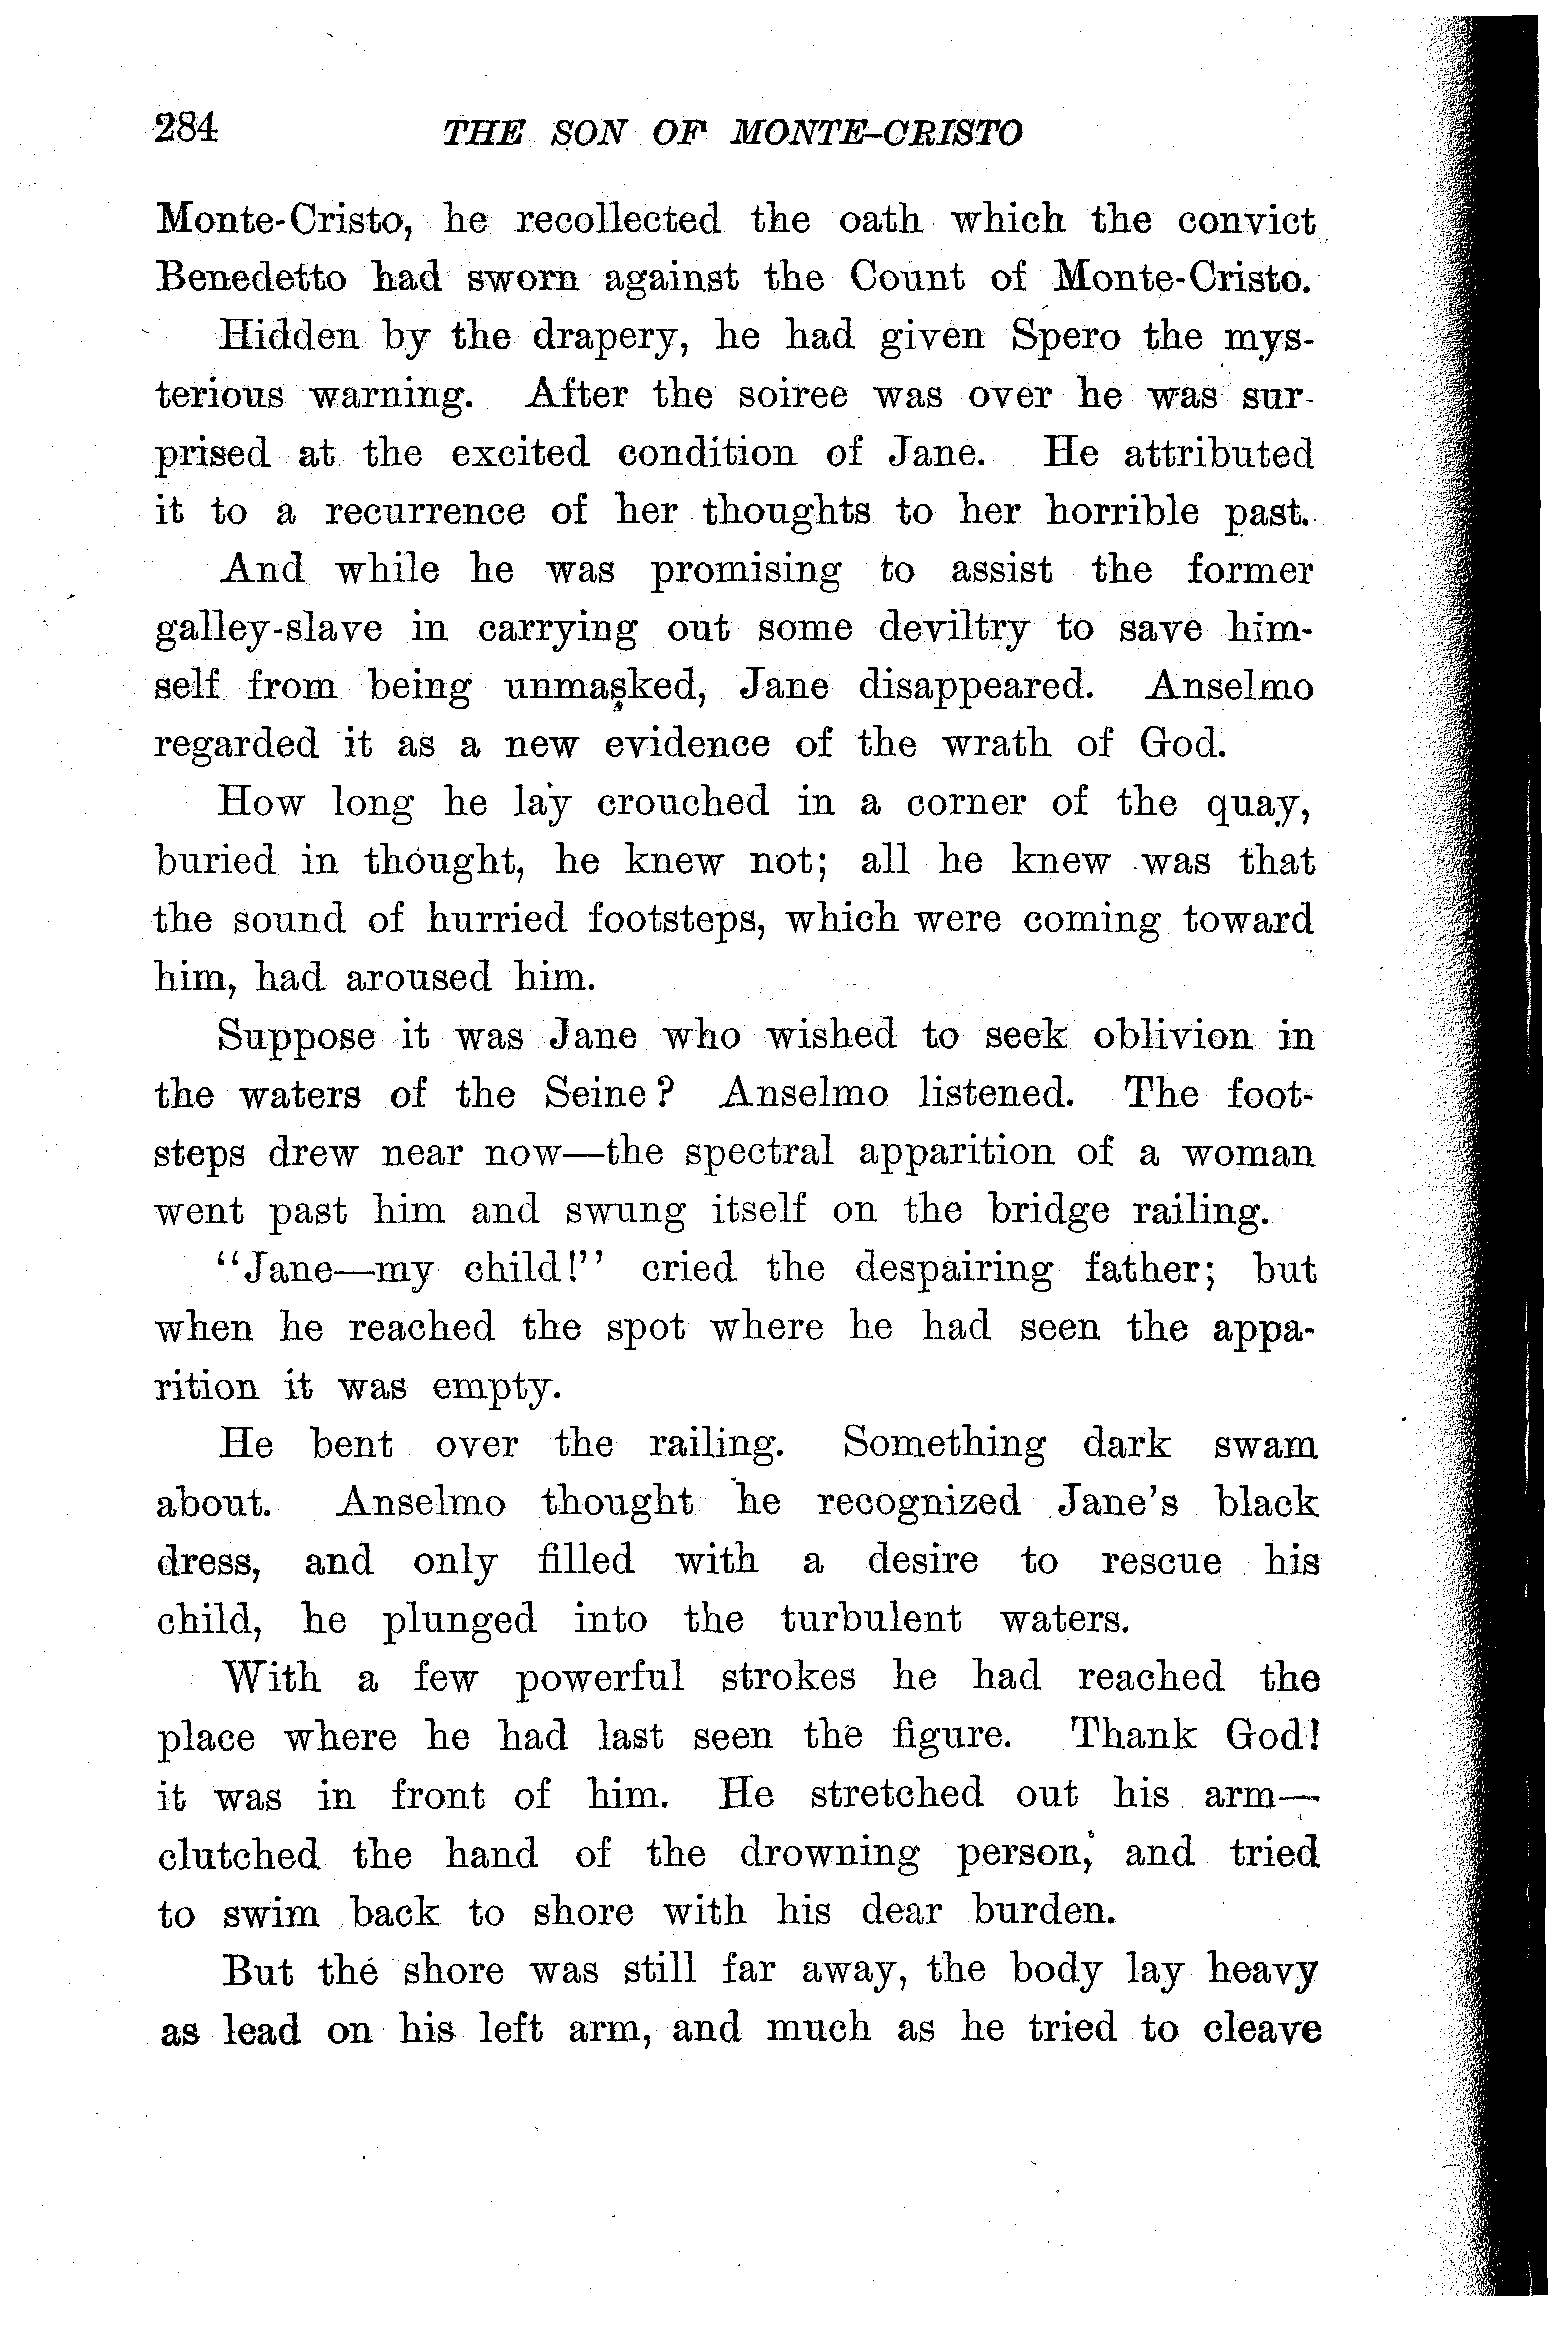 284 THE SON OF MONTE-CRISTO
Monte-Cristo, he recollected the oath which the convict
Benedetto had sworn against the Count of Monte-Cristo.
Hidden by the drapery, he had given Spero the mys-
terious warning. After the soiree was over he was sur-
prised at the excited condition of Jane. He attributed
it to a recurrence of her thoughts to her horrible past.
And while he was promising to assist the former
galley-slave in carrying out some deviltry to save him-
self from being unmasked, Jane disappeared. Anselmo
regarded it as a new evidence of the wrath of God.
How long he lay crouched in a corner of the quay,
buried in thought, he knew not; all he knew was that
the sound of hurried footsteps, which were coming toward
him, had aroused him.
Suppose it was Jane who wished to seek oblivion in
the waters of the Seine? Anselmo listened. The foot-
steps drew near now—the spectral apparition of a woman
went past him and swung itself on the bridge railing.
"Jane—my child!" cried the despairing father; but
when he reached the spot where he had seen the appa-
rition it was empty.
He bent over the railing. Something dark swam
about. Anselmo thought he recognized Jane's black
dress, and only filled with a desire to rescue his
child, he plunged into the turbulent waters.
With a few powerful strokes he had reached the
place where he had last seen the figure. Thank God!
it was in front of him. He stretched out his arm—
clutched the hand of the drowning person, and tried
to swim back to shore with his dear burden.
But the shore was still far away, the body lay heavy
as lead on his left arm, and much as he tried to cleave